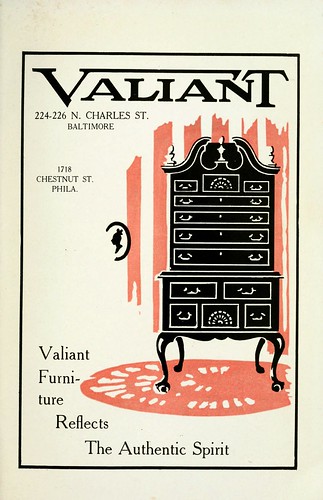 VALIANT
224-226 N. CHARLES ST.
BALTIMORE
1718
CHESTNUT ST.
PHILA.
Valiant
Furni-
ture
Reflects
The Authentic Spirit